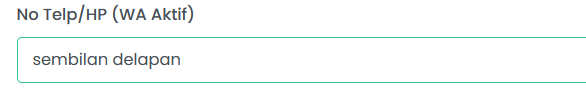 No Telp/HP (WA Aktif)
sembilan delapan